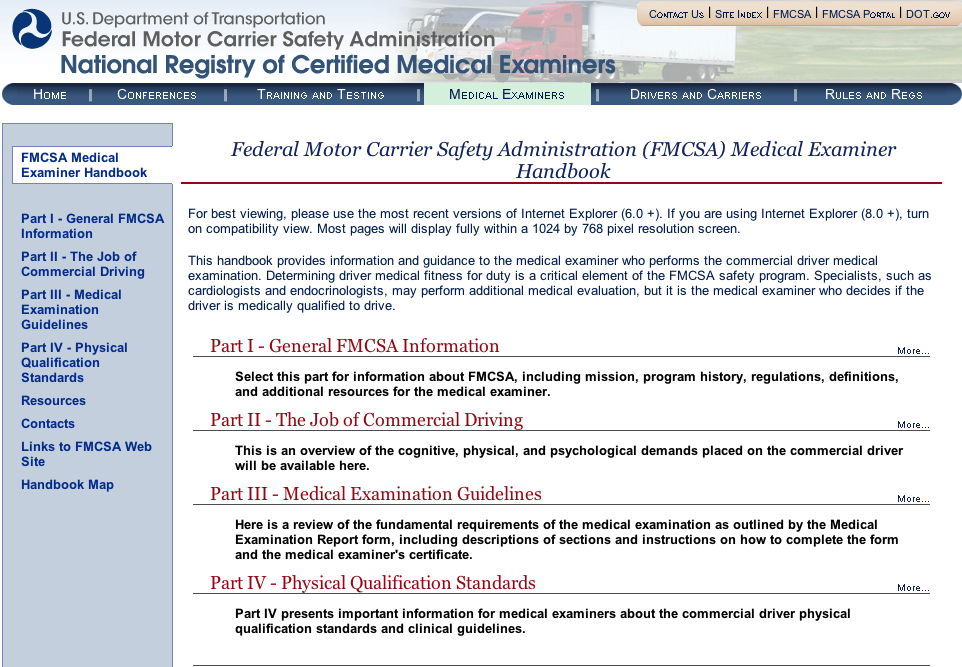 U.S. Department of Transportation
Federal Motor Carrier Safety Administration
National Registry of Certified Medical Examiners
Contact Us | Site Index | FMCSA | FMCSA Portal | DOT.gov
Home | Conferences | Training and Testing | Medical Examiners | Drivers and Carriers | Rules and Regs
FMCSA Medical
Examiner Handbook
Part I - General FMCSA
Information
Part II - The Job of
Commercial Driving
Part III - Medical
Examination
Guidelines
Part IV - Physical
Qualification
Standards
Resources
Contacts
Links to FMCSA Web
Site
Handbook Map
Federal Motor Carrier Safety Administration (FMCSA) Medical Examiner
Handbook
For best viewing, please use the most recent versions of Internet Explorer (6.0 +). If you are using Internet Explorer (8.0 +), turn
on compatibility view. Most pages will display fully within a 1024 by 768 pixel resolution screen.
This handbook provides information and guidance to the medical examiner who performs the commercial driver medical
examination. Determining driver medical fitness for duty is a critical element of the FMCSA safety program. Specialists, such as
cardiologists and endocrinologists, may perform additional medical evaluation, but it is the medical examiner who decides if the
driver is medically qualified to drive.
Part I - General FMCSA Information More...
Select this part for information about FMCSA, including mission, program history, regulations, definitions,
and additional resources for the medical examiner.
Part II - The Job of Commercial Driving More...
This is an overview of the cognitive, physical, and psychological demands placed on the commercial driver
will be available here.
Part III - Medical Examination Guidelines More...
Here is a review of the fundamental requirements of the medical examination as outlined by the Medical
Examination Report form, including descriptions of sections and instructions on how to complete the form
and the medical examiner's certificate.
Part IV - Physical Qualification Standards More...
Part IV presents important information for medical examiners about the commercial driver physical
qualification standards and clinical guidelines.